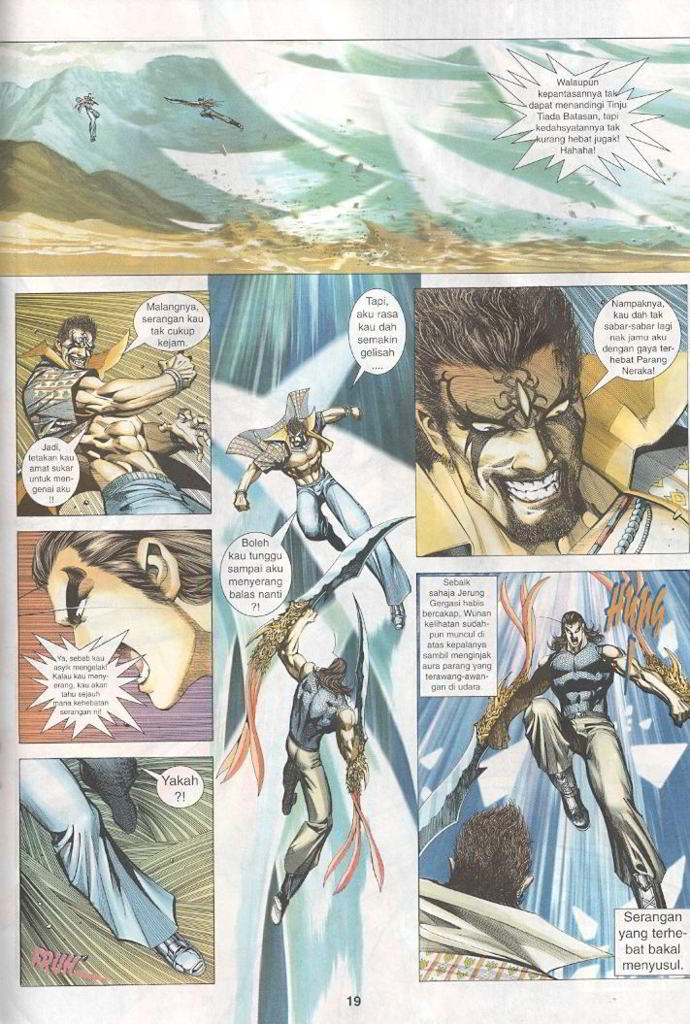 Walaupun
kepantasannya tak
dapat menandingi Tinju
Tiada Batasan, tapi
kedahsyatannya tak
kurang hebat jugak!
Hahaha!
Malangnya,
serangan kau
tak cukup
kejam.
Jadi,
tetakan kau
amat sukar
untuk men-
genai aku
!!
Ya, sebab kau
asyik mengelak!
Kalau kau meny-
erang, kau akan
tahu sejauh
mana kehebatan
serangan ni!
Yakah
?!
FRUH
Tapi,
aku rasa
kau dah
semakin
gelisah
....
Boleh
kau tunggu
sampai aku
menyerang
balas nanti
?!
Nampaknya,
kau dah tak
sabar-sabar lagi
nak jamu aku
dengan gaya ter-
hebat Parang
Neraka!
Sebaik
sahaja Jerung
Gergasi habis
bercakap, Wunan
kelihatan sudah-
pun muncul di
atas kepalanya
sambil menginjak
aura parang yang
terawang-awan-
gan di udara.
Serangan
yang terhe-
bat bakal
menyusul.
19